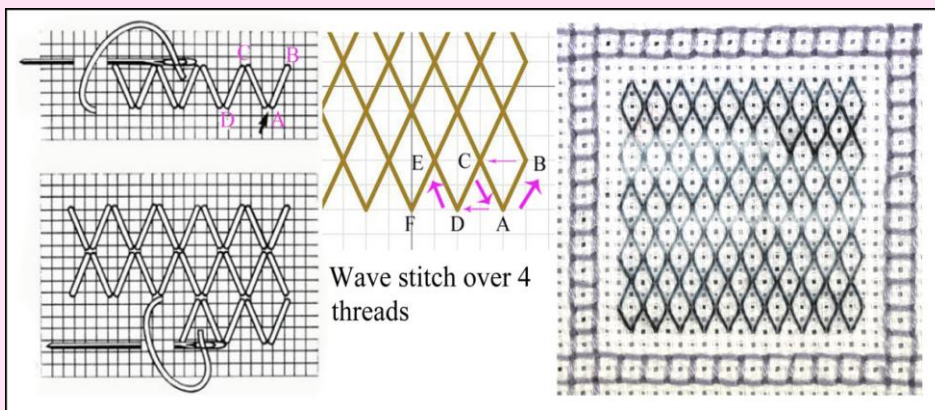 C B
D A
E C B
F D A
Wave stitch over 4
threads